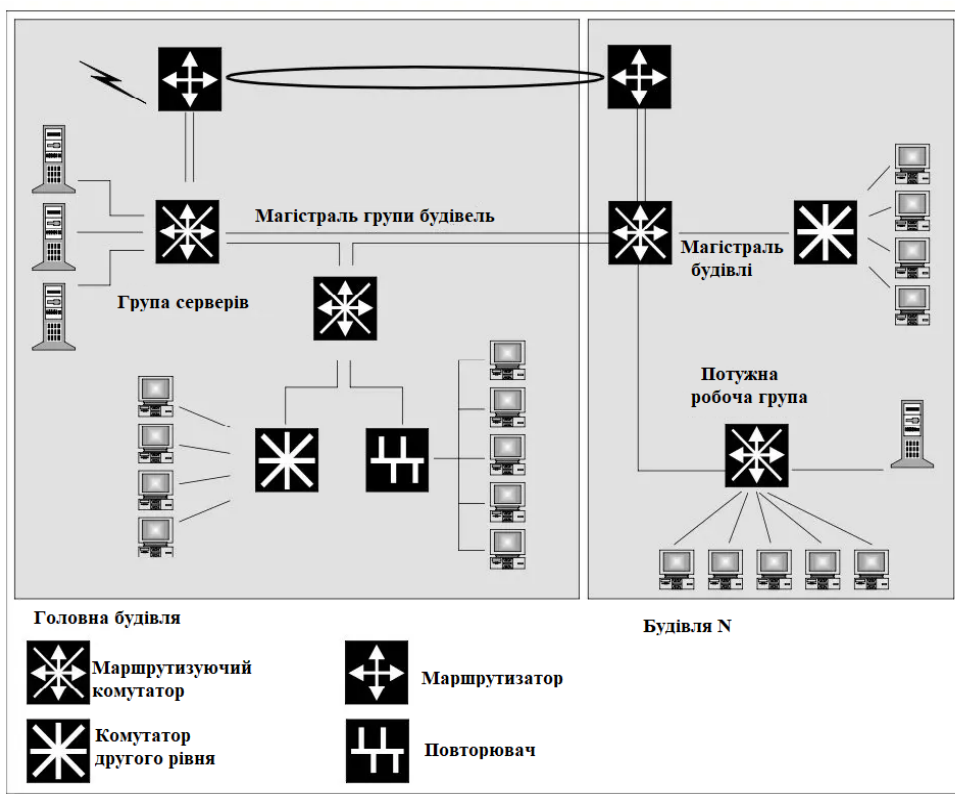 Магістраль групи будівель
Магістраль
будівлі
Група серверів
Потужна
робоча група
Головна будівля
Будівля N
Маршрутизуючий
комутатор
Маршрутизатор
Комутатор
другого рівня
Повторювач